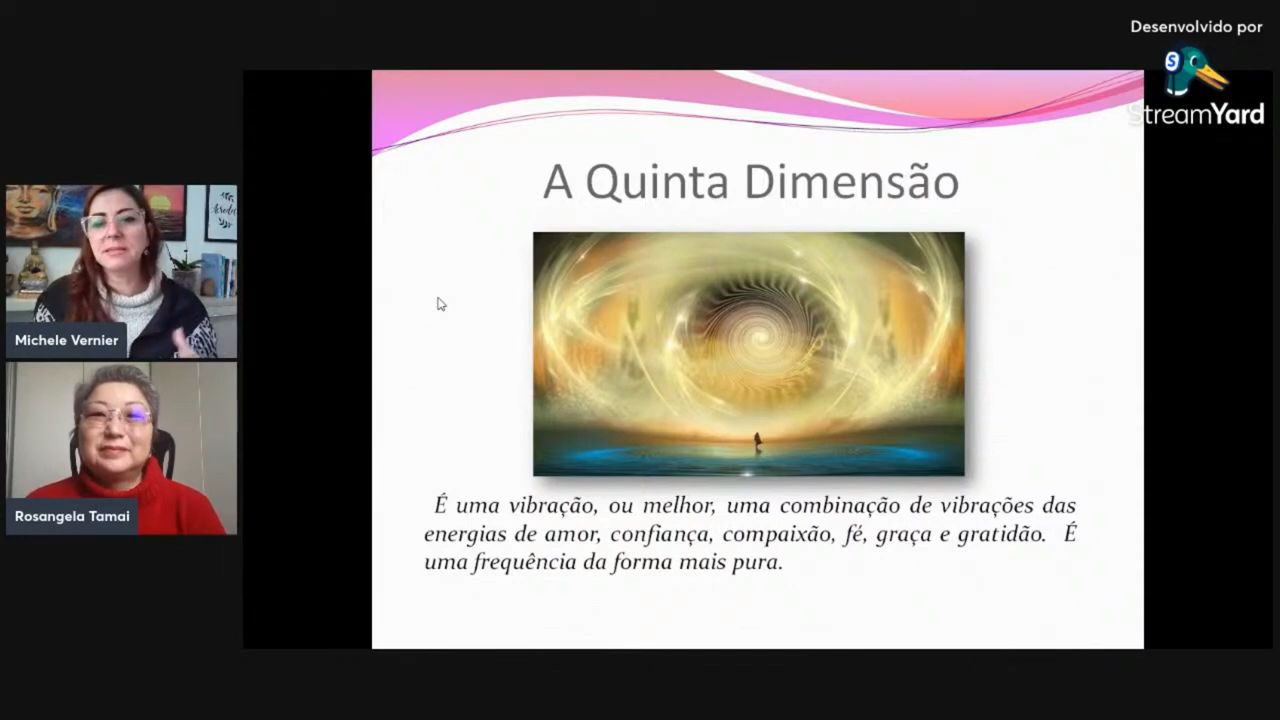 Desenvolvido por
StreamYard
A Quinta Dimensão
Michele Vernier
Rosangela Tamai
É uma vibração, ou melhor, uma combinação de vibrações das
energias de amor, confiança, compaixão, fé, graça e gratidão. É
uma frequência da forma mais pura.